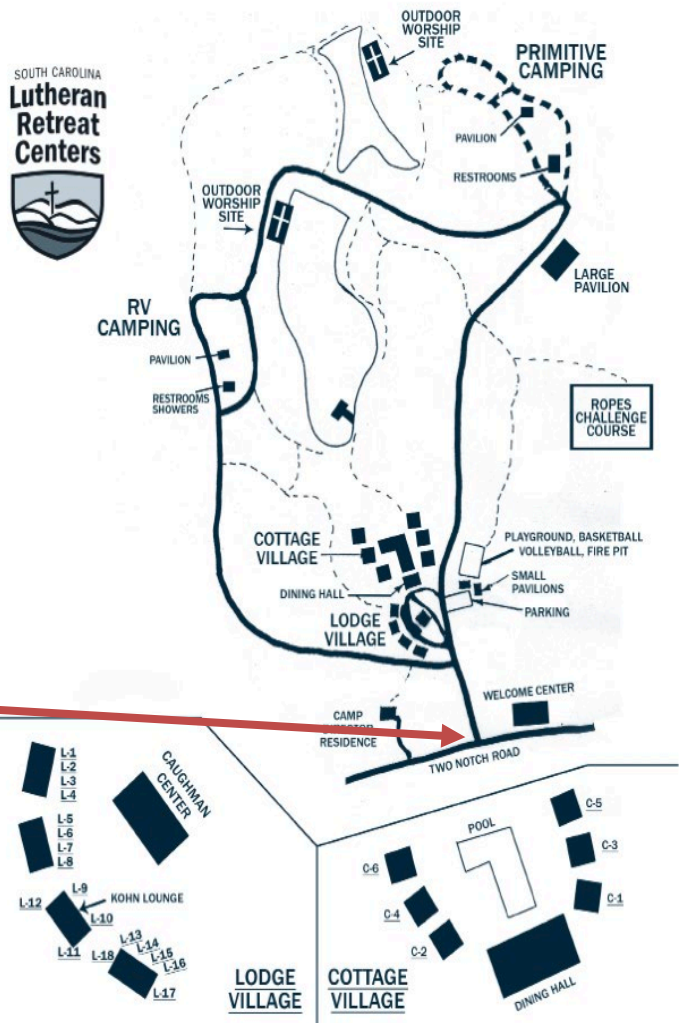 SOUTH CAROLINA
Lutheran
Retreat
Centers
OUTDOOR
WORSHIP
SITE
PRIMITIVE
CAMPING
PAVILION
RESTROOMS
OUTDOOR
WORSHIP
SITE
LARGE
PAVILION
RV
CAMPING
PAVILION
RESTROOMS
SHOWERS
ROPES
CHALLENGE
COURSE
COTTAGE
VILLAGE
PLAYGROUND, BASKETBALL
VOLLEYBALL, FIRE PIT
DINING HALL
SMALL
PAVILIONS
PARKING
LODGE
VILLAGE
WELCOME CENTER
CAMP
RESIDENCE
TWO NOTCH ROAD
L-1
L-2
L-3
L-4
CAUGHMAN
CENTER
L-5
L-6
L-7
L-8
L-9
L-12
KOHN LOUNGE
L-10
L-11
L-13
L-14
L-15
L-16
L-18
L-17
LODGE
VILLAGE
COTTAGE
VILLAGE
POOL
C-5
C-3
C-6
C-1
C-4
C-2
DINING HALL